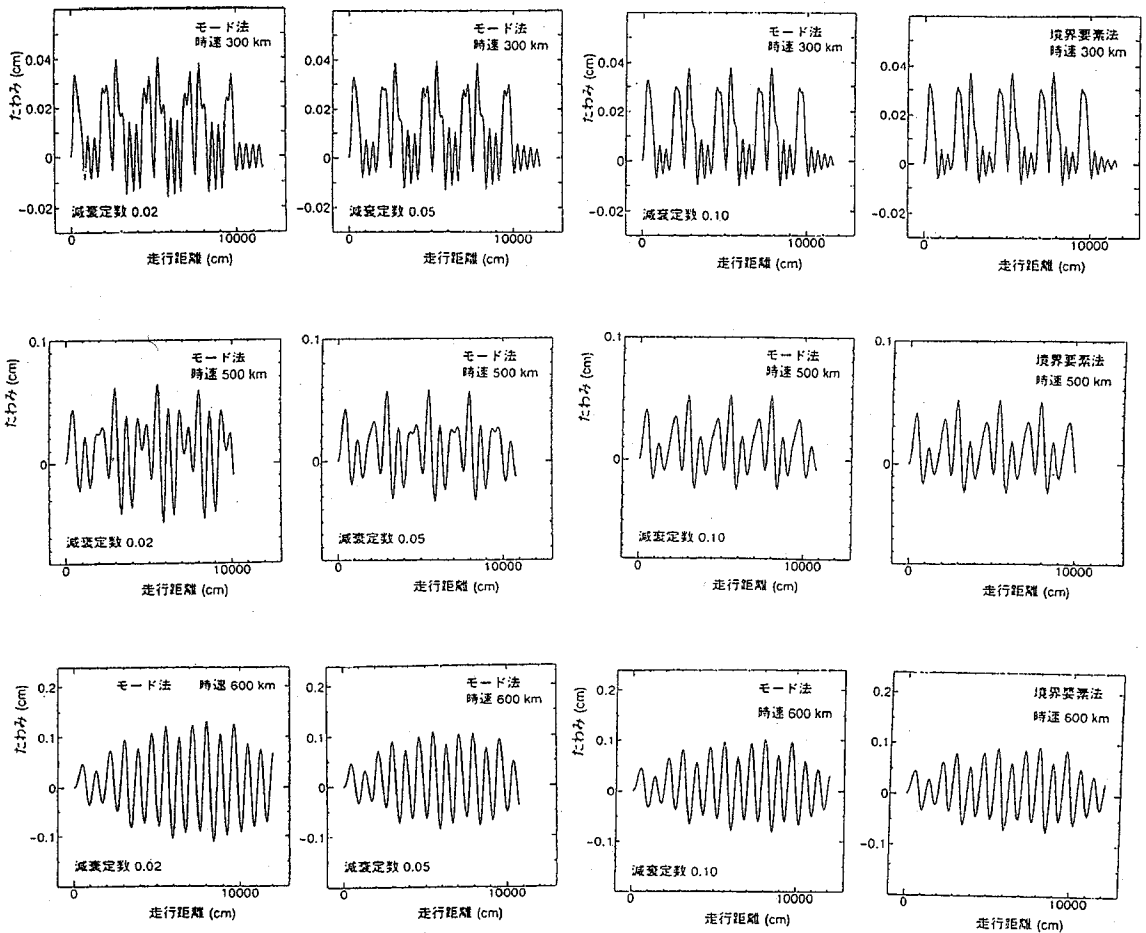 モード法
時速 300 km
たわみ (cm)
0.04
0.02
0
−0.02
減衰定数 0.02
0
10000
走行距離 (cm)
モード法
時速 300 km
減衰定数 0.05
0
10000
走行距離 (cm)
モード法
時速 300 km
たわみ (cm)
0.04
0.02
0
−0.02
減衰定数 0.10
0
10000
走行距離 (cm)
境界要素法
時速 300 km
0.04
0.02
0
−0.02
0
10000
走行距離 (cm)
モード法
時速 500 km
たわみ (cm)
0.1
0
減衰定数 0.02
0
10000
走行距離 (cm)
モード法
時速 500 km
0.1
0
減衰定数 0.05
0
10000
走行距離 (cm)
モード法
時速 500 km
たわみ (cm)
0.1
0
減衰定数 0.10
0
10000
走行距離 (cm)
境界要素法
時速 500 km
0.1
0
0
10000
走行距離 (cm)
モード法 時速 600 km
たわみ (cm)
0.2
0.1
0
−0.1
減衰定数 0.02
0
10000
走行距離 (cm)
モード法
時速 600 km
0.2
0.1
0
−0.1
減衰定数 0.05
0
10000
走行距離 (cm)
モード法
時速 600 km
たわみ (cm)
0.2
0.1
0
−0.1
減衰定数 0.10
0
10000
走行距離 (cm)
境界要素法
時速 600 km
0.2
0.1
0
−0.1
0
10000
走行距離 (cm)